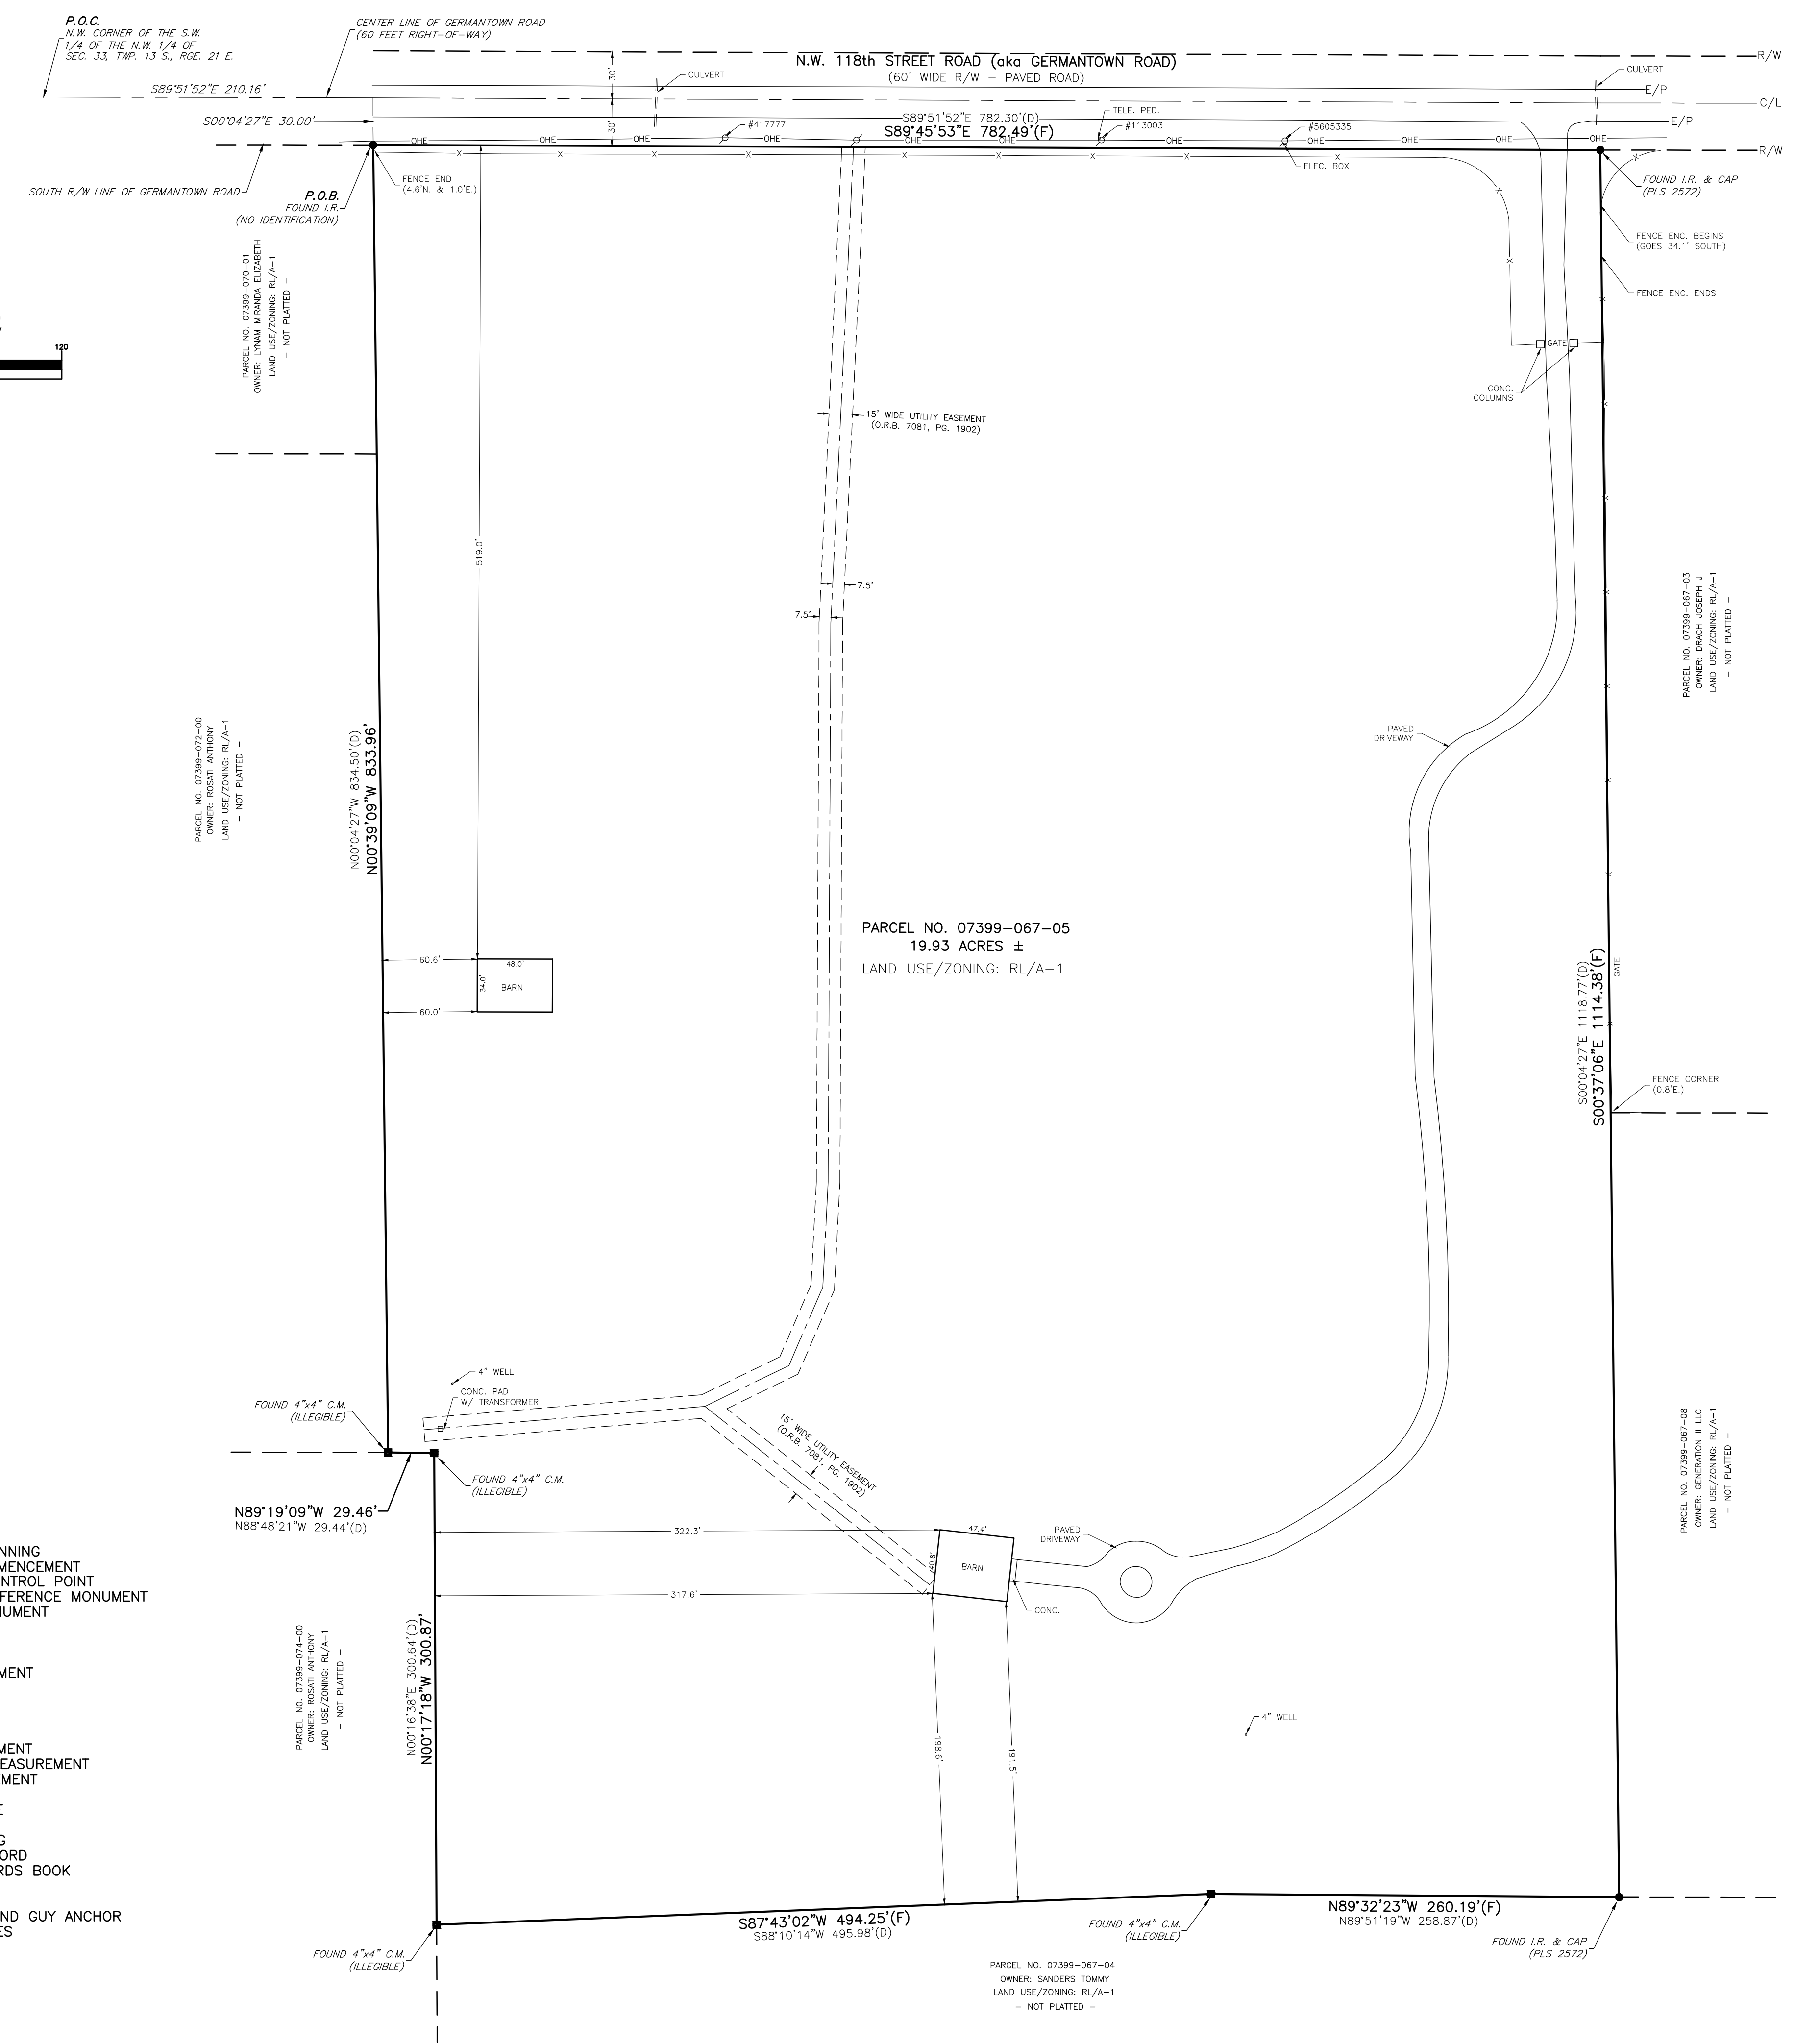 P.O.C.
N.W. CORNER OF THE S.W.
1/4 OF THE N.W. 1/4 OF
SEC. 33, TWP. 13 S., RGE. 21 E.
CENTER LINE OF GERMANTOWN ROAD
(60 FEET RIGHT-OF-WAY)
N.W. 118th STREET ROAD (aka GERMANTOWN ROAD)
(60' WIDE R/W - PAVED ROAD)
R/W
30'
CULVERT
CULVERT
S89°51'52"E 210.16'
E/P
C/L
S00°04'27"E 30.00'
30'
TELE. PED.
S89°51'52"E 782.30'(D)
E/P
#417777
#113003
#5605335
S89°45'53"E 782.49'(F)
OHE OHE OHE OHE OHE OHE OHE OHE OHE OHE OHE
X X X X X X X X X
R/W
ELEC. BOX
FENCE END
(4.6'N. & 1.0'E.)
SOUTH R/W LINE OF GERMANTOWN ROAD
P.O.B.
FOUND I.R.
(NO IDENTIFICATION)
FOUND I.R. & CAP
(PLS 2572)
FENCE ENC. BEGINS
(GOES 34.1' SOUTH)
FENCE ENC. ENDS
PARCEL NO. 07399-070-01
OWNER: LYNAM MIRANDA ELIZABETH
LAND USE/ZONING: RL/A-1
- NOT PLATTED -
120
GATE
CONC.
COLUMNS
15' WIDE UTILITY EASEMENT
(O.R.B. 7081, PG. 1902)
519.0'
7.5'
7.5'
PARCEL NO. 07399-067-03
OWNER: DRACH JOSEPH J
LAND USE/ZONING: RL/A-1
- NOT PLATTED -
PAVED
DRIVEWAY
PARCEL NO. 07399-072-00
OWNER: ROSATI ANTHONY
LAND USE/ZONING: RL/A-1
- NOT PLATTED -
N00°04'27"W 834.50'(D)
N00°39'09"W 833.96'
PARCEL NO. 07399-067-05
19.93 ACRES ±
LAND USE/ZONING: RL/A-1
60.6'
48.0'
34.0'
BARN
60.0'
GATE
S00°04'27"E 1118.77'(D)
S00°37'06"E 1114.38'(F)
FENCE CORNER
(0.8'E.)
4" WELL
CONC. PAD
W/ TRANSFORMER
FOUND 4"x4" C.M.
(ILLEGIBLE)
FOUND 4"x4" C.M.
(ILLEGIBLE)
15' WIDE UTILITY EASEMENT
(O.R.B. 7081, PG. 1902)
PARCEL NO. 07399-067-08
OWNER: GENERATION II LLC
LAND USE/ZONING: RL/A-1
- NOT PLATTED -
N89°19'09"W 29.46'
N88°48'21"W 29.44'(D)
322.3'
47.4'
40.8'
BARN
PAVED
DRIVEWAY
317.6'
CONC.
MONUMENT
PARCEL NO. 07399-074-00
OWNER: ROSATI ANTHONY
LAND USE/ZONING: RL/A-1
- NOT PLATTED -
N00°16'38"E 300.64'(D)
N00°17'18"W 300.87'
198.6'
191.5'
4" WELL
BOOK
GUY ANCHOR
S87°43'02"W 494.25'(F)
S88°10'14"W 495.98'(D)
N89°32'23"W 260.19'(F)
N89°51'19"W 258.87'(D)
FOUND 4"x4" C.M.
(ILLEGIBLE)
FOUND 4"x4" C.M.
(ILLEGIBLE)
FOUND I.R. & CAP
(PLS 2572)
PARCEL NO. 07399-067-04
OWNER: SANDERS TOMMY
LAND USE/ZONING: RL/A-1
- NOT PLATTED -